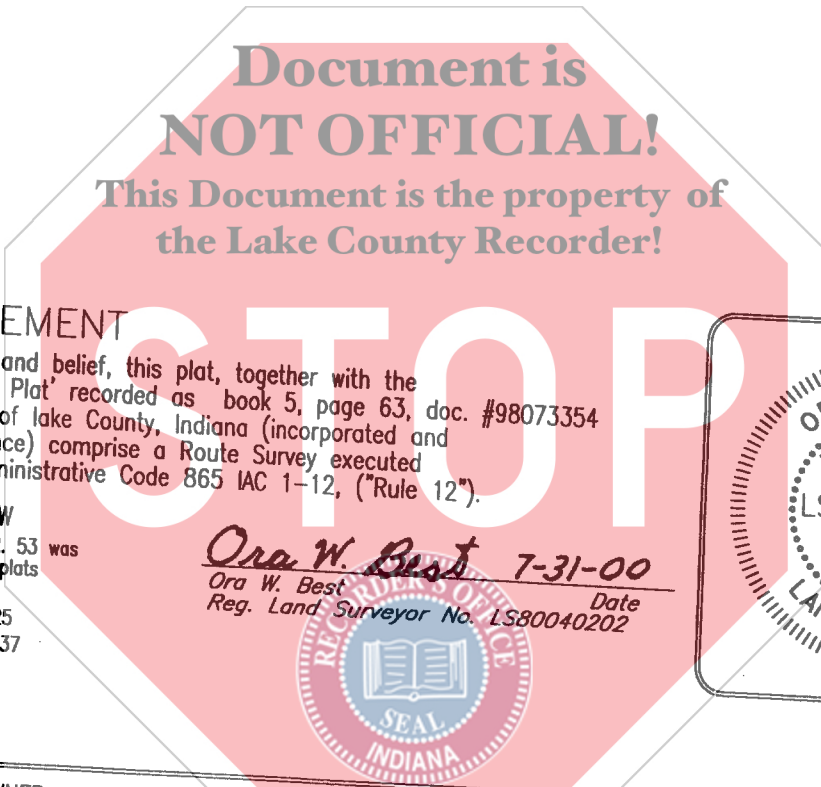 Document is
NOT OFFICIAL!
This Document is the property of
the Lake County Recorder!
STOP
EMENT
and belief, this plat, together with the
Plat' recorded as book 5, page 63, doc. #98073354
of lake County, Indiana (incorporated and
ce) comprise a Route Survey executed
ministrative Code 865 IAC 1-12, ("Rule 12").
W
. 53 was
plats
25
37
Ora W. Best 7-31-00
Ora W. Best Date
Reg. Land Surveyor No. LS80040202
RECORDER'S OFFICE
SEAL
INDIANA
LS